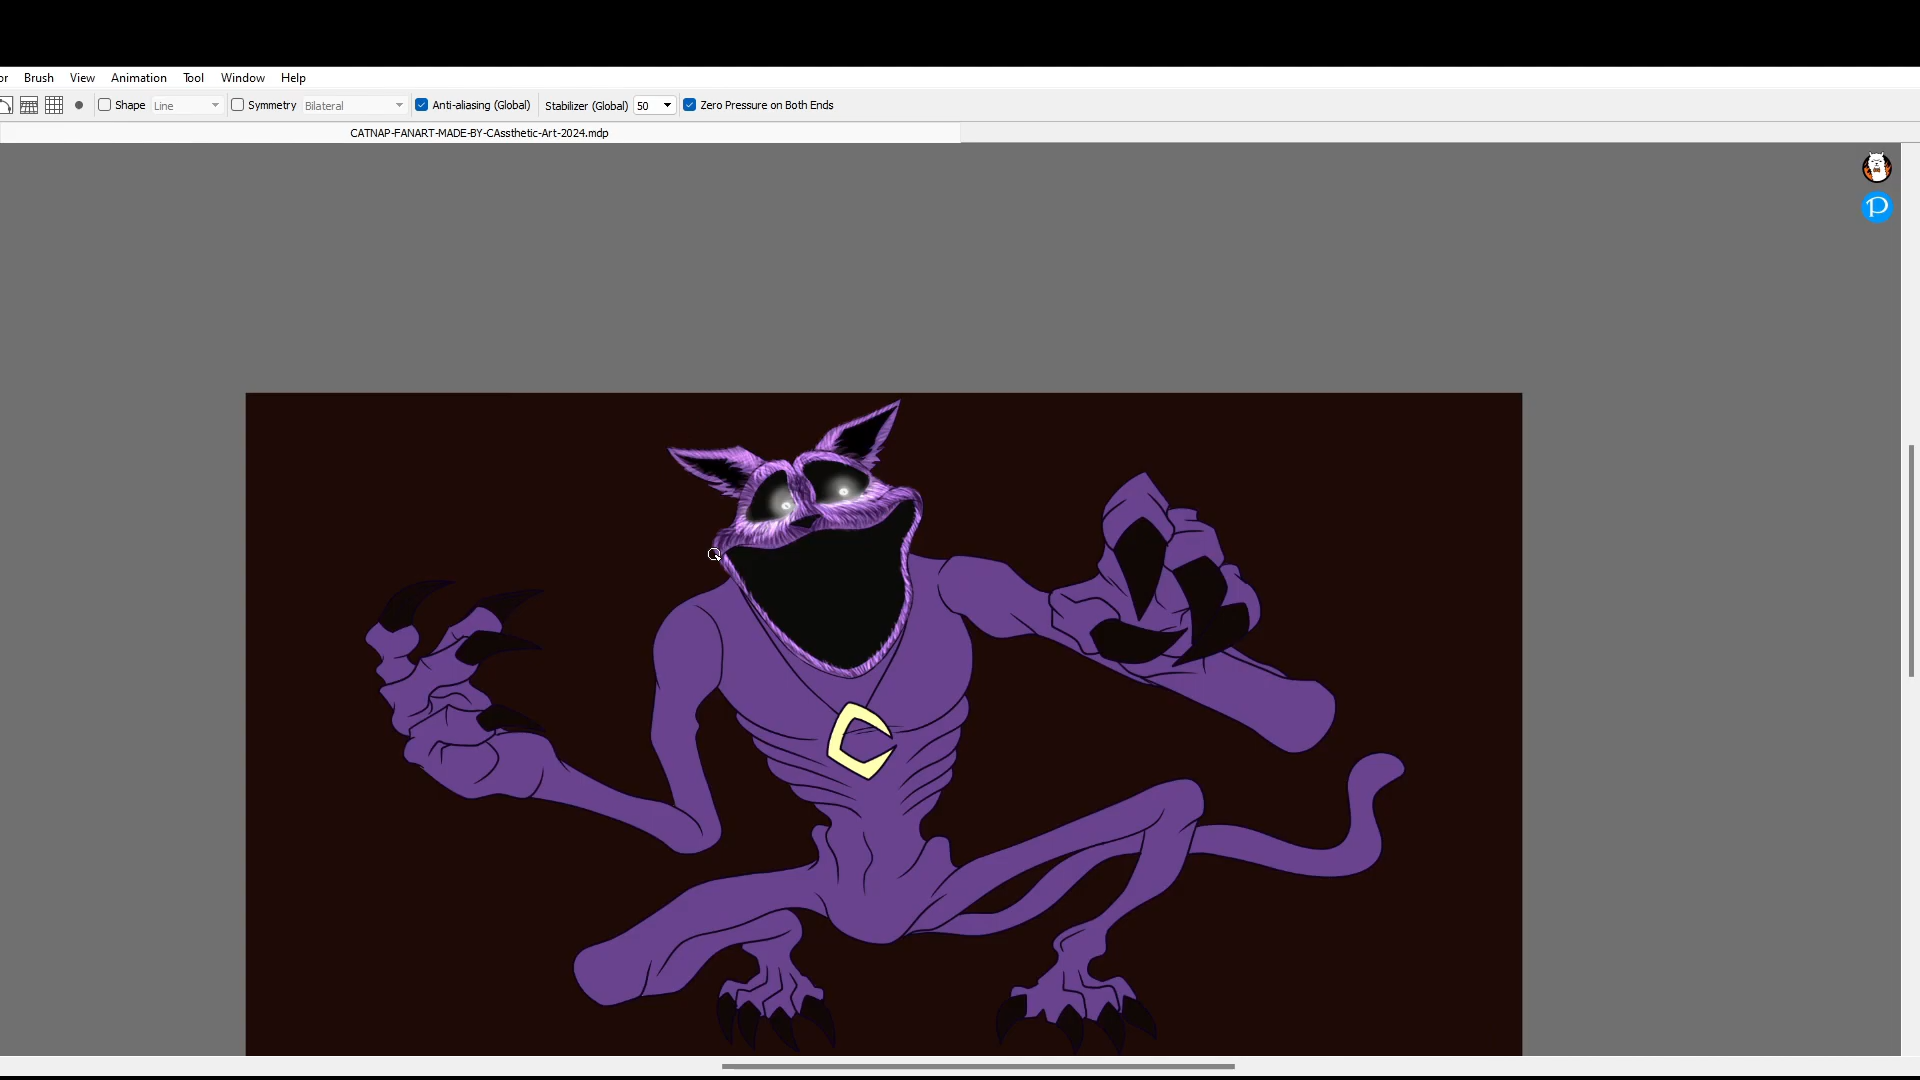 or Brush View Animation Tool Window Help
Shape Line Symmetry Bilateral Anti-aliasing (Global) Stabilizer (Global) 50 Zero Pressure on Both Ends
CATNAP-FANART-MADE-BY-CAssthetic-Art-2024.mdp
P